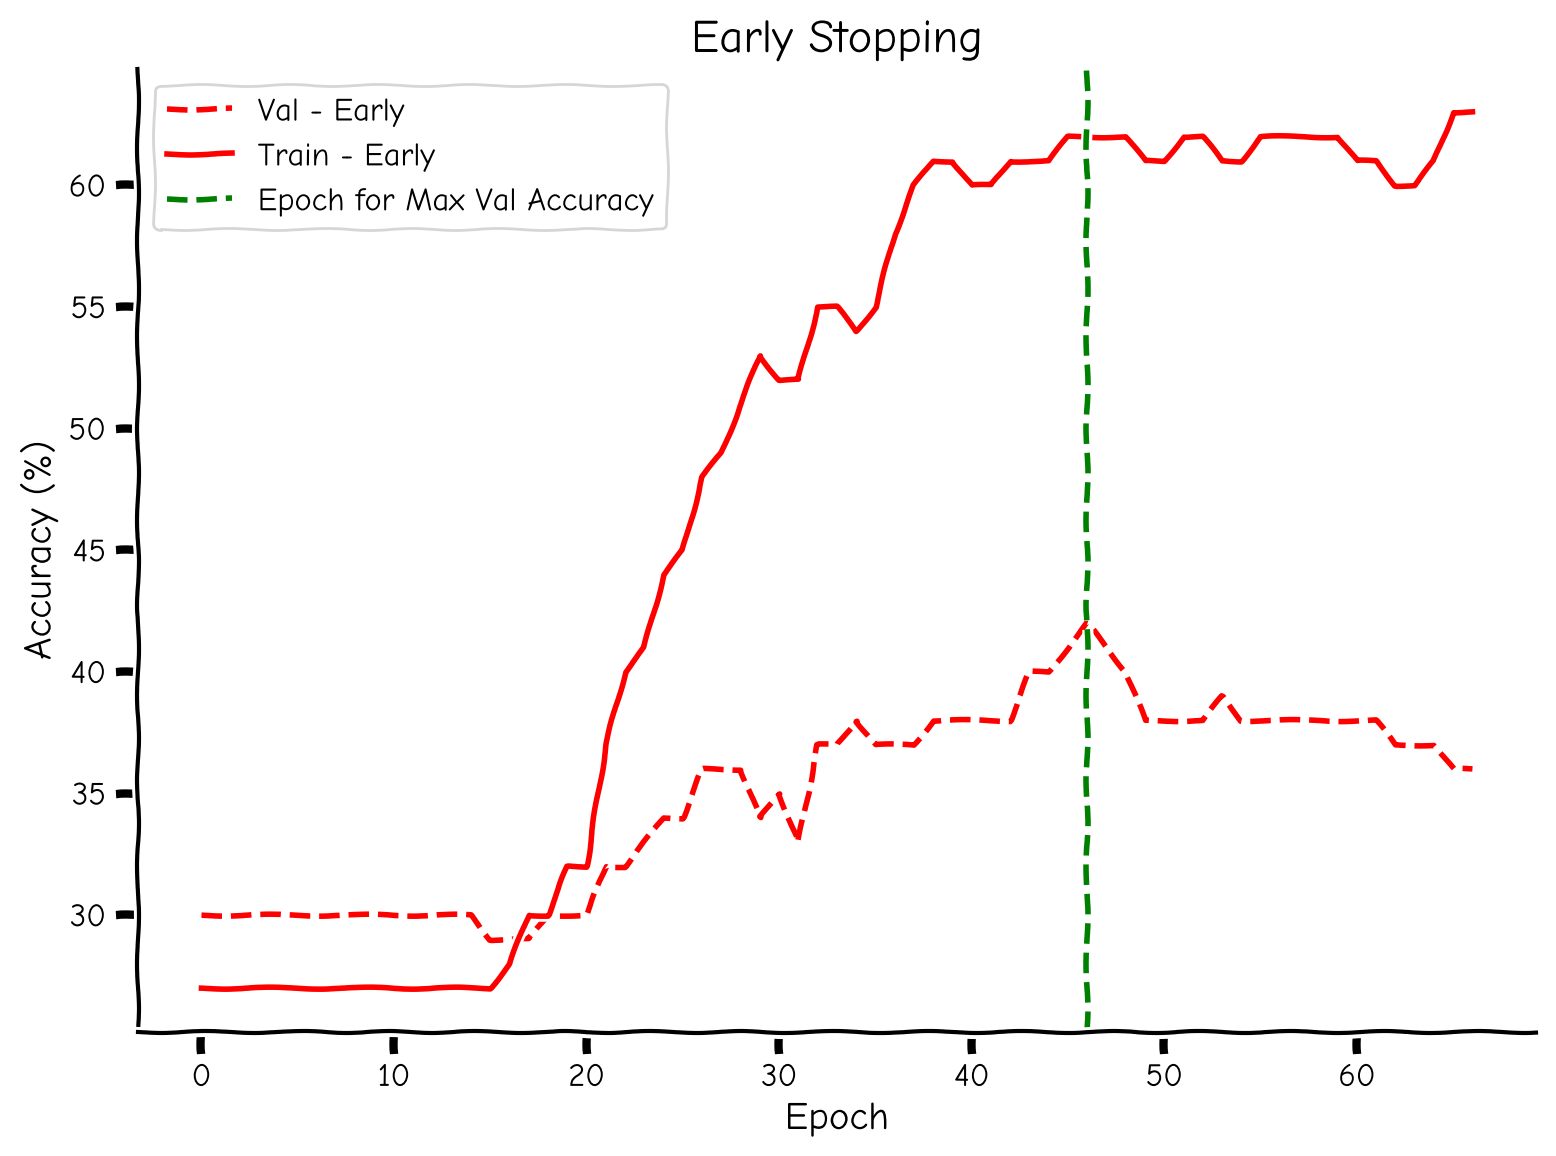 Early Stopping
Val - Early
Train - Early
Epoch for Max Val Accuracy
Accuracy (%)
60
55
50
45
40
35
30
0 10 20 30 40 50 60
Epoch